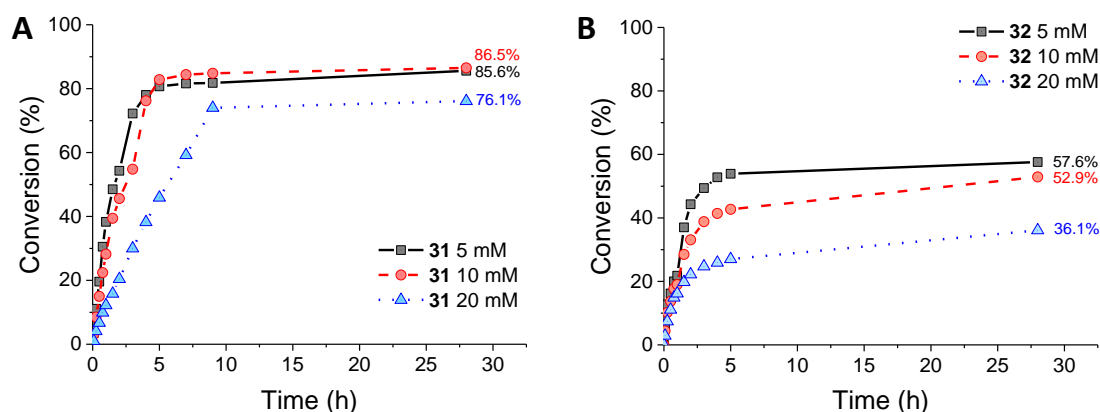 A
Conversion (%)
100
80
60
40
20
0
86.5%
85.6%
76.1%
31 5 mM
31 10 mM
31 20 mM
0 5 10 15 20 25 30
Time (h)
B
Conversion (%)
100
80
60
40
20
0
32 5 mM
32 10 mM
32 20 mM
57.6%
52.9%
36.1%
0 5 10 15 20 25 30
Time (h)